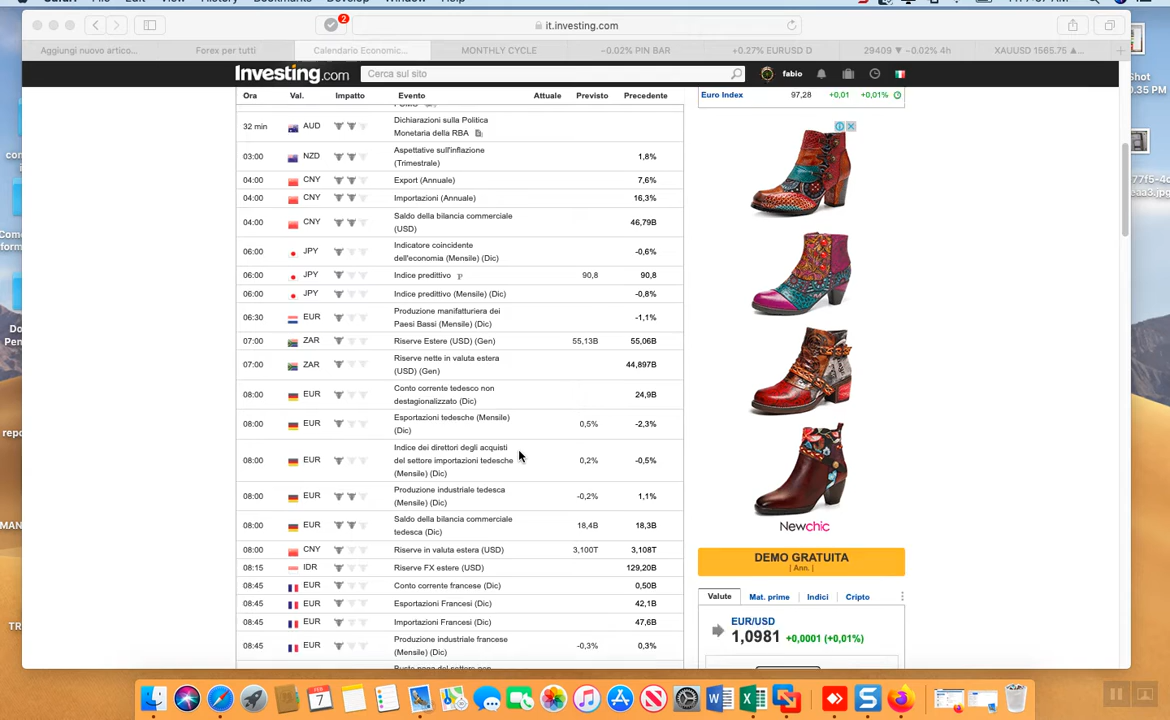 2
it.investing.com
Aggiungi nuovo artico...
Forex per tutti
Calendario Economic...
MONTHLY CYCLE
−0.02% PIN BAR
+0.27% EURUSD D
29409 ▼ −0.02% 4h
XAUUSD 1565.75 ▲...
Investing.com
Cerca sul sito
fabio
Shot
.35 PM
Ora Val. Impatto Evento Attuale Previsto Precedente
Euro Index 97,28 +0,01 +0,01%
32 min AUD Dichiarazioni sulla Politica
Monetaria della RBA
03:00 NZD Aspettative sull'inflazione
(Trimestrale) 1,8%
04:00 CNY Export (Annuale) 7,6%
04:00 CNY Importazioni (Annuale) 16,3%
04:00 CNY Saldo della bilancia commerciale
(USD) 46,79B
06:00 JPY Indicatore coincidente
dell'economia (Mensile) (Dic) -0,6%
06:00 JPY Indice predittivo P 90,8 90,8
06:00 JPY Indice predittivo (Mensile) (Dic) -0,8%
06:30 EUR Produzione manifatturiera dei
Paesi Bassi (Mensile) (Dic) -1,1%
07:00 ZAR Riserve Estere (USD) (Gen) 55,13B 55,06B
07:00 ZAR Riserve nette in valuta estera
(USD) (Gen) 44,897B
08:00 EUR Conto corrente tedesco non
destagionalizzato (Dic) 24,9B
08:00 EUR Esportazioni tedesche (Mensile)
(Dic) 0,5% -2,3%
08:00 EUR Indice dei direttori degli acquisti
del settore importazioni tedesche
(Mensile) (Dic) 0,2% -0,5%
08:00 EUR Produzione industriale tedesca
(Mensile) (Dic) -0,2% 1,1%
08:00 EUR Saldo della bilancia commerciale
tedesca (Dic) 18,4B 18,3B
08:00 CNY Riserve in valuta estera (USD) 3,100T 3,108T
08:15 IDR Riserve FX estere (USD) 129,20B
08:45 EUR Conto corrente francese (Dic) 0,50B
08:45 EUR Esportazioni Francesi (Dic) 42,1B
08:45 EUR Importazioni Francesi (Dic) 47,6B
08:45 EUR Produzione industriale francese
(Mensile) (Dic) -0,3% 0,3%
Newchic
DEMO GRATUITA
| Ann. |
Valute Mat. prime Indici Cripto
EUR/USD
1,0981 +0,0001 (+0,01%)
FEB
7